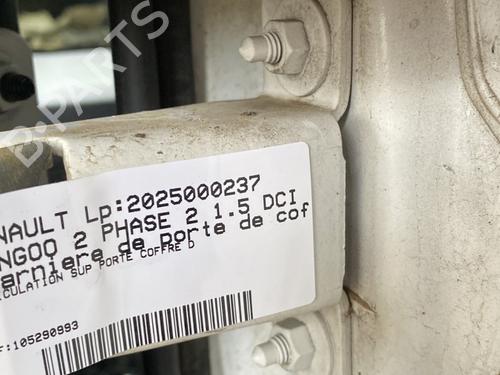 B-PARTS
NAULT Lp:2025000237
NGOO 2 PHASE 2 1.5 DCI
arniere de Porte de cof
ICULATION SUP PORTE COFFRE D
F:105290993